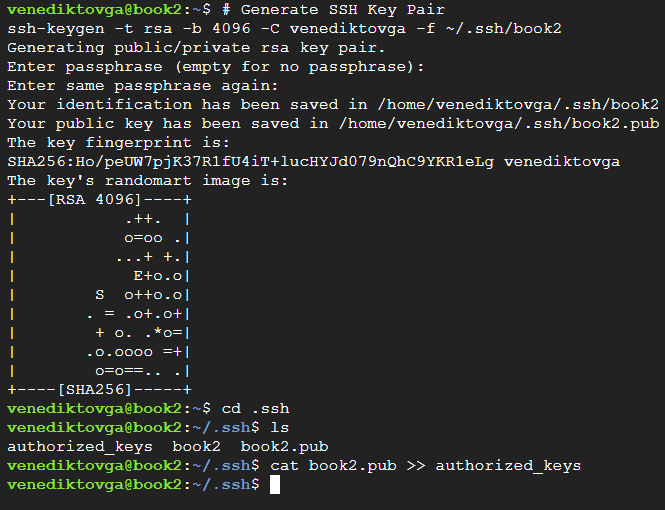 venediktovga@book2:~$ # Generate SSH Key Pair
ssh-keygen -t rsa -b 4096 -C venediktovga -f ~/.ssh/book2
Generating public/private rsa key pair.
Enter passphrase (empty for no passphrase):
Enter same passphrase again:
Your identification has been saved in /home/venediktovga/.ssh/book2
Your public key has been saved in /home/venediktovga/.ssh/book2.pub
The key fingerprint is:
SHA256:Ho/peUW7pjK37R1fU4iT+lucHYJd079nQhC9YKR1eLg venediktovga
The key's randomart image is:
+---[RSA 4096]----+
|            .++.  |
|            o=oo .|
|           ...+ +.|
|             E+o.o|
|         S  o++o.o|
|        . = .o+.o+|
|         + o. .*o=|
|        .o.oooo =+|
|         o=o==.. .|
+----[SHA256]-----+
venediktovga@book2:~$ cd .ssh
venediktovga@book2:~/.ssh$ ls
authorized_keys  book2  book2.pub
venediktovga@book2:~/.ssh$ cat book2.pub >> authorized_keys
venediktovga@book2:~/.ssh$